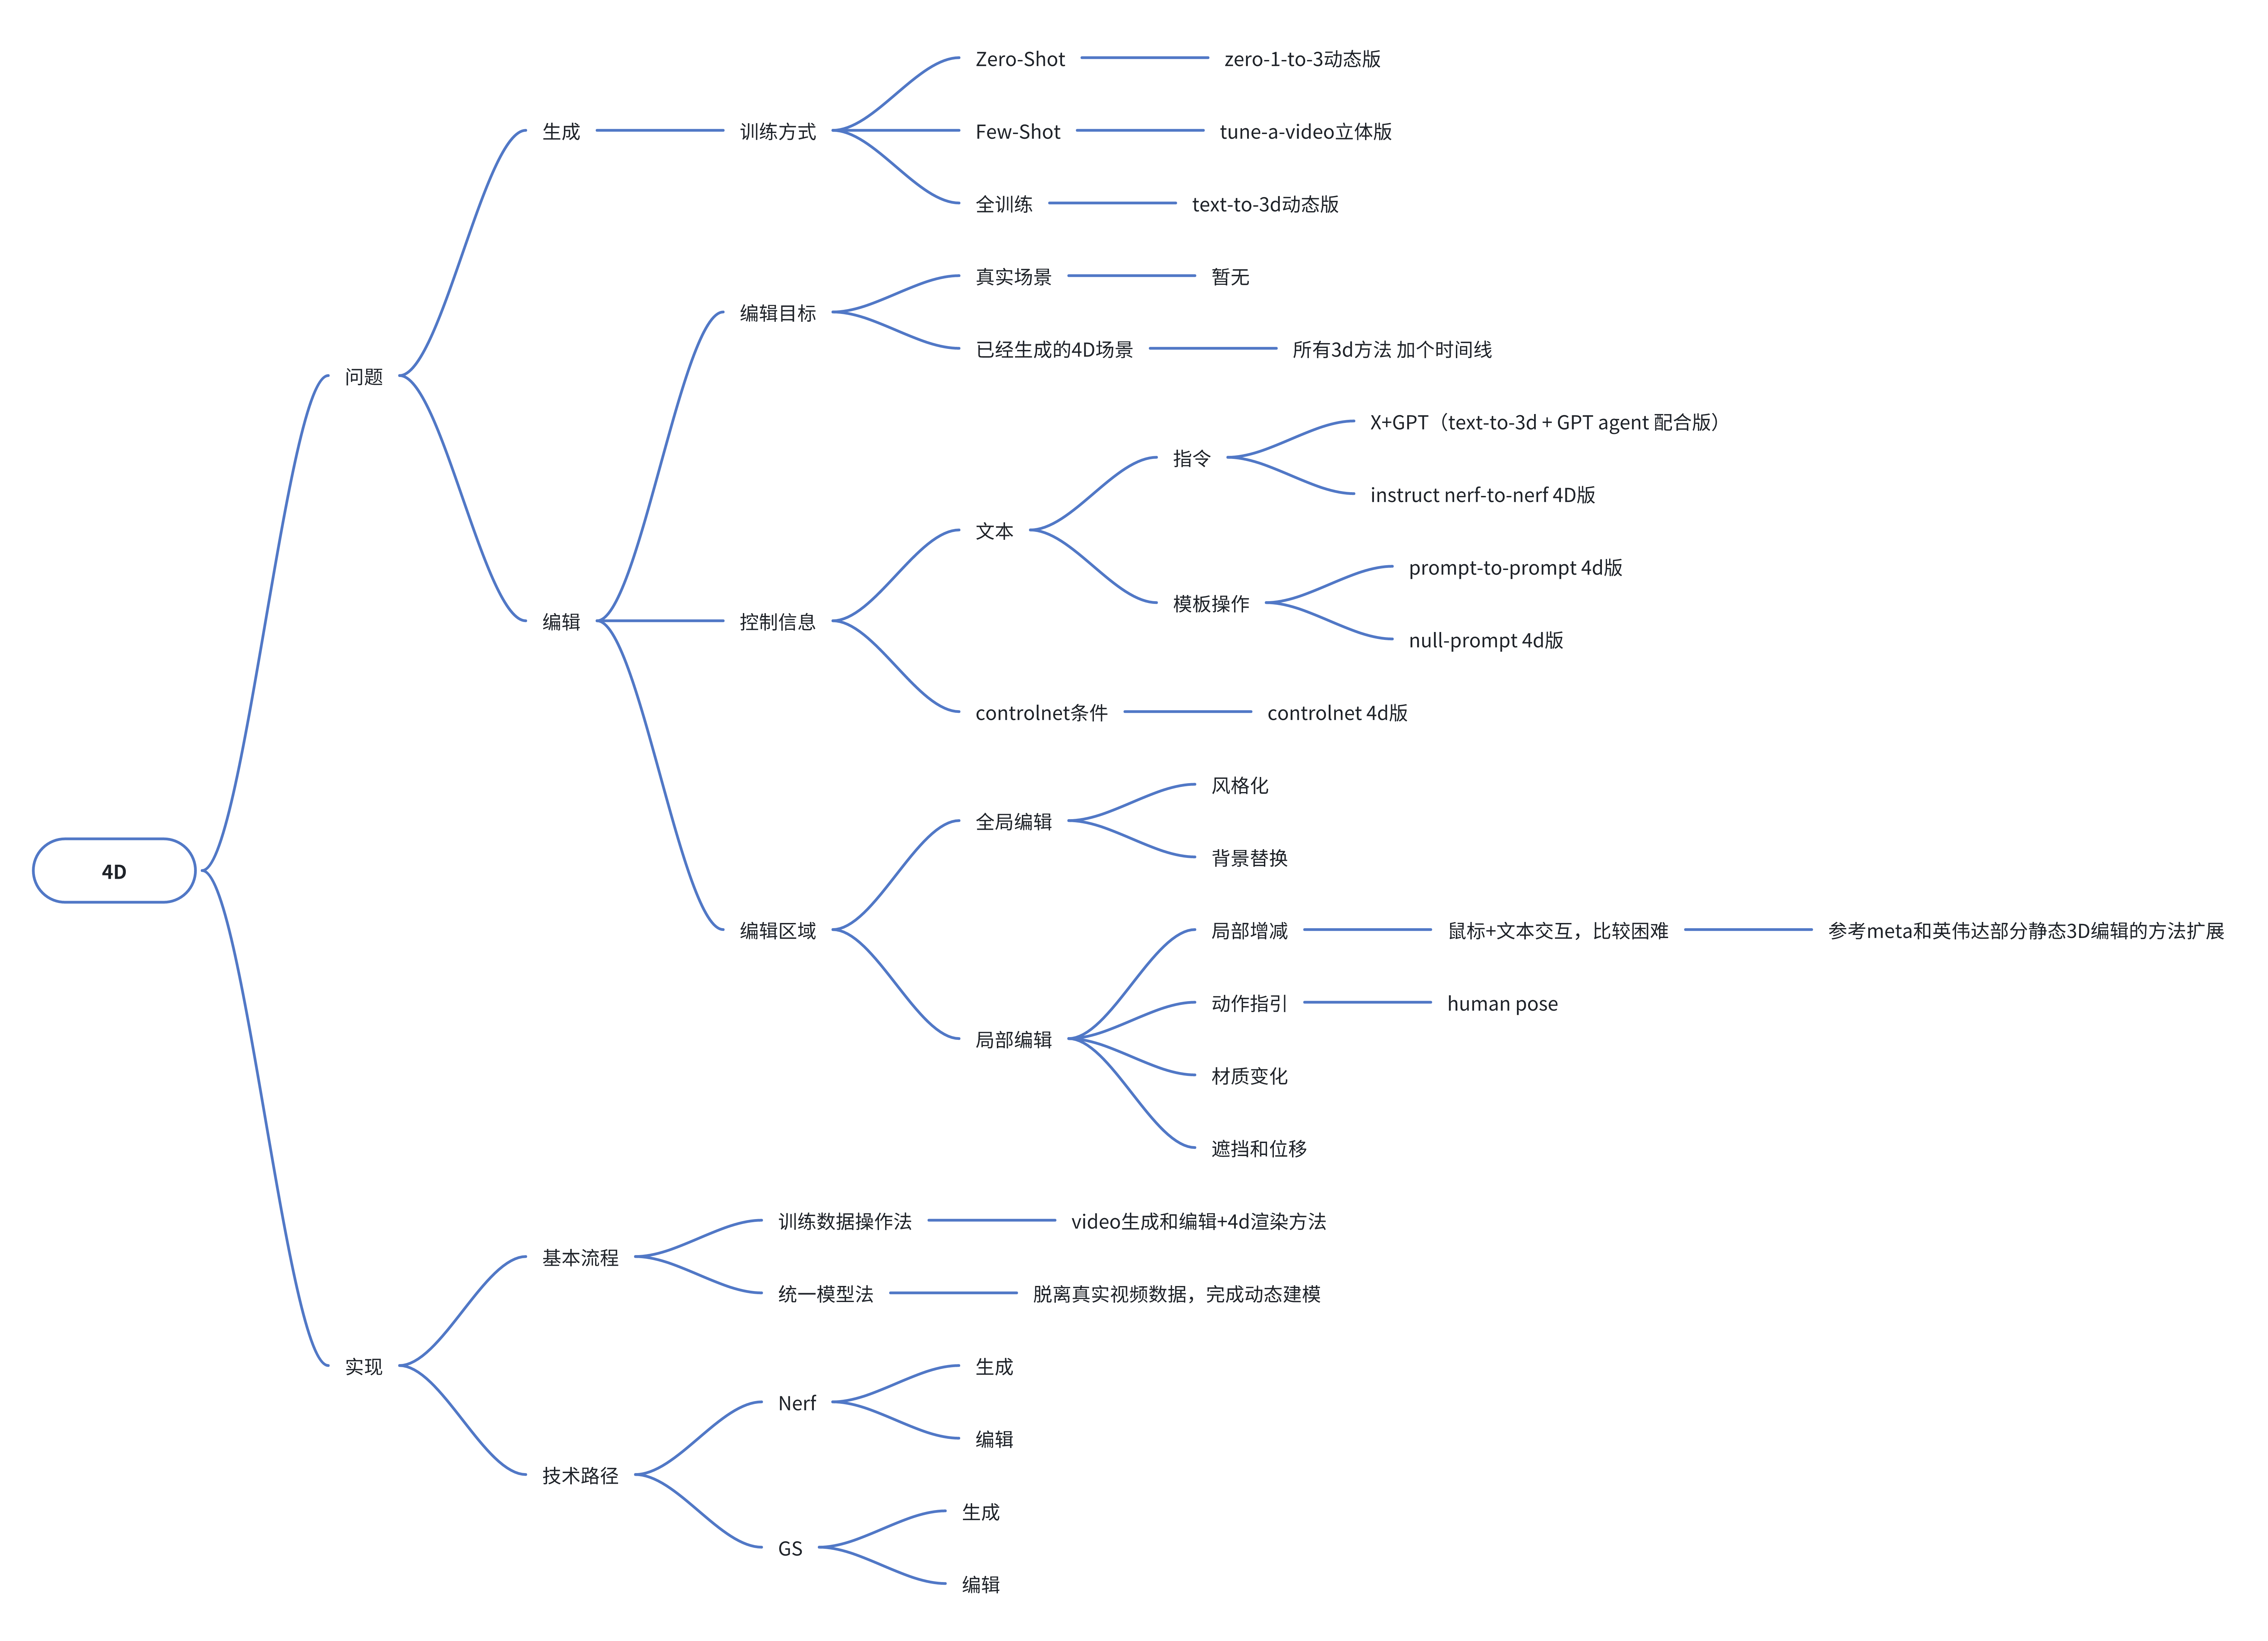 4D
问题
生成
训练方式
Zero-Shot
zero-1-to-3动态版
Few-Shot
tune-a-video立体版
全训练
text-to-3d动态版
编辑
编辑目标
真实场景
暂无
已经生成的4D场景
所有3d方法 加个时间线
控制信息
文本
指令
X+GPT（text-to-3d + GPT agent 配合版）
instruct nerf-to-nerf 4D版
模板操作
prompt-to-prompt 4d版
null-prompt 4d版
controlnet条件
controlnet 4d版
编辑区域
全局编辑
风格化
背景替换
局部编辑
局部增减
鼠标+文本交互，比较困难
参考meta和英伟达部分静态3D编辑的方法扩展
动作指引
human pose
材质变化
遮挡和位移
实现
基本流程
训练数据操作法
video生成和编辑+4d渲染方法
统一模型法
脱离真实视频数据，完成动态建模
技术路径
Nerf
生成
编辑
GS
生成
编辑